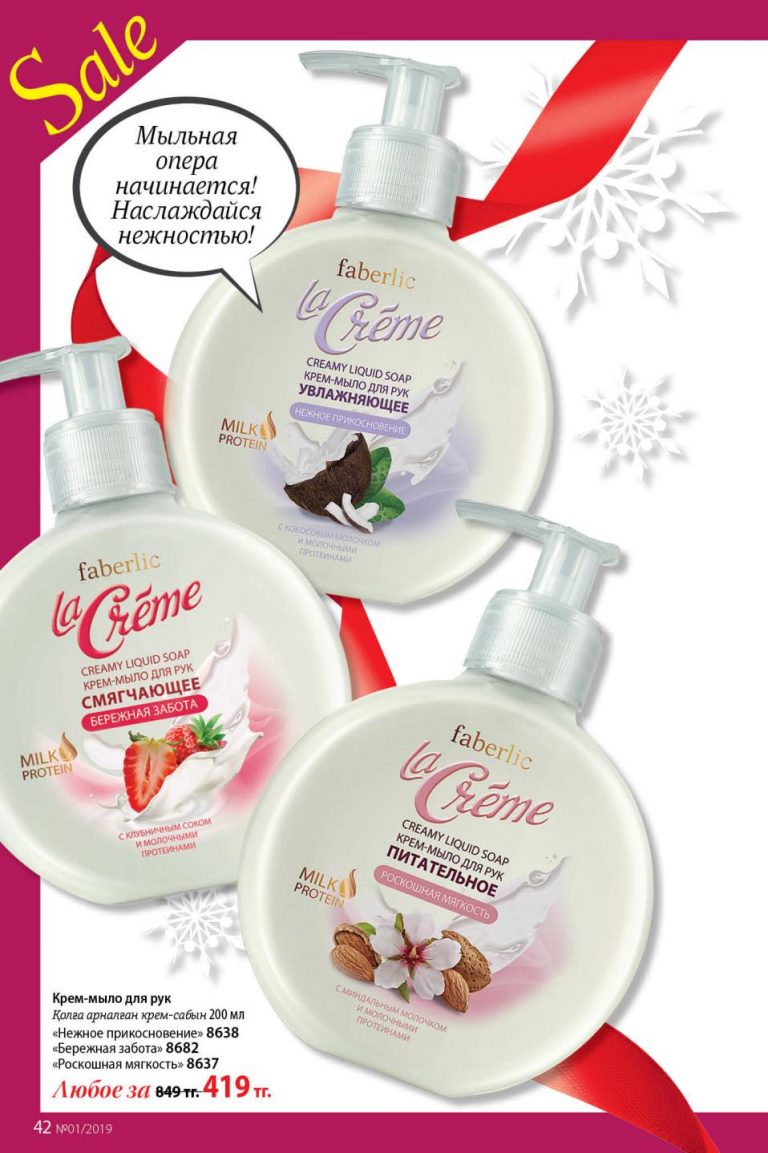 Sale
Мыльная
опера
начинается!
Наслаждайся
нежностью!
faberlic
la Créme
CREAMY LIQUID SOAP
КРЕМ-МЫЛО ДЛЯ РУК
УВЛАЖНЯЮЩЕЕ
НЕЖНОЕ ПРИКОСНОВЕНИЕ
MILK
PROTEIN
С КОКОСОВЫМ МОЛОЧКОМ
И МОЛОЧНЫМИ
ПРОТЕИНАМИ
faberlic
la Créme
CREAMY LIQUID SOAP
КРЕМ-МЫЛО ДЛЯ РУК
СМЯГЧАЮЩЕЕ
БЕРЕЖНАЯ ЗАБОТА
MILK
PROTEIN
С КЛУБНИЧНЫМ СОКОМ
И МОЛОЧНЫМИ
ПРОТЕИНАМИ
faberlic
la Créme
CREAMY LIQUID SOAP
КРЕМ-МЫЛО ДЛЯ РУК
ПИТАТЕЛЬНОЕ
РОСКОШНАЯ МЯГКОСТЬ
MILK
PROTEIN
С МИНДАЛЬНЫМ МОЛОЧКОМ
И МОЛОЧНЫМИ
ПРОТЕИНАМИ
Крем-мыло для рук
Қолға арналған крем-сабын 200 мл
«Нежное прикосновение» 8638
«Бережная забота» 8682
«Роскошная мягкость» 8637
Любое за 849 тг. 419 тг.
42 №01/2019